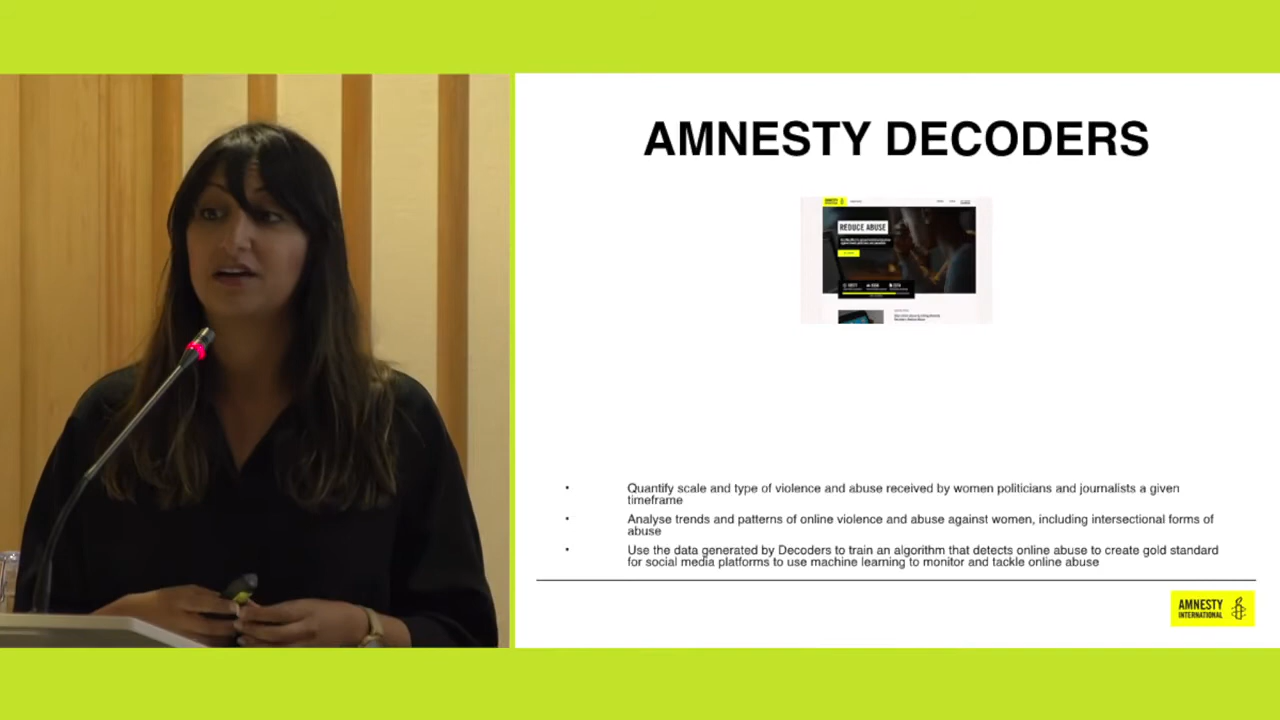 AMNESTY DECODERS
REDUCE ABUSE
Quantify scale and type of violence and abuse received by women politicians and journalists a given
timeframe
Analyse trends and patterns of online violence and abuse against women, including intersectional forms of
abuse
Use the data generated by Decoders to train an algorithm that detects online abuse to create gold standard
for social media platforms to use machine learning to monitor and tackle online abuse
AMNESTY
INTERNATIONAL